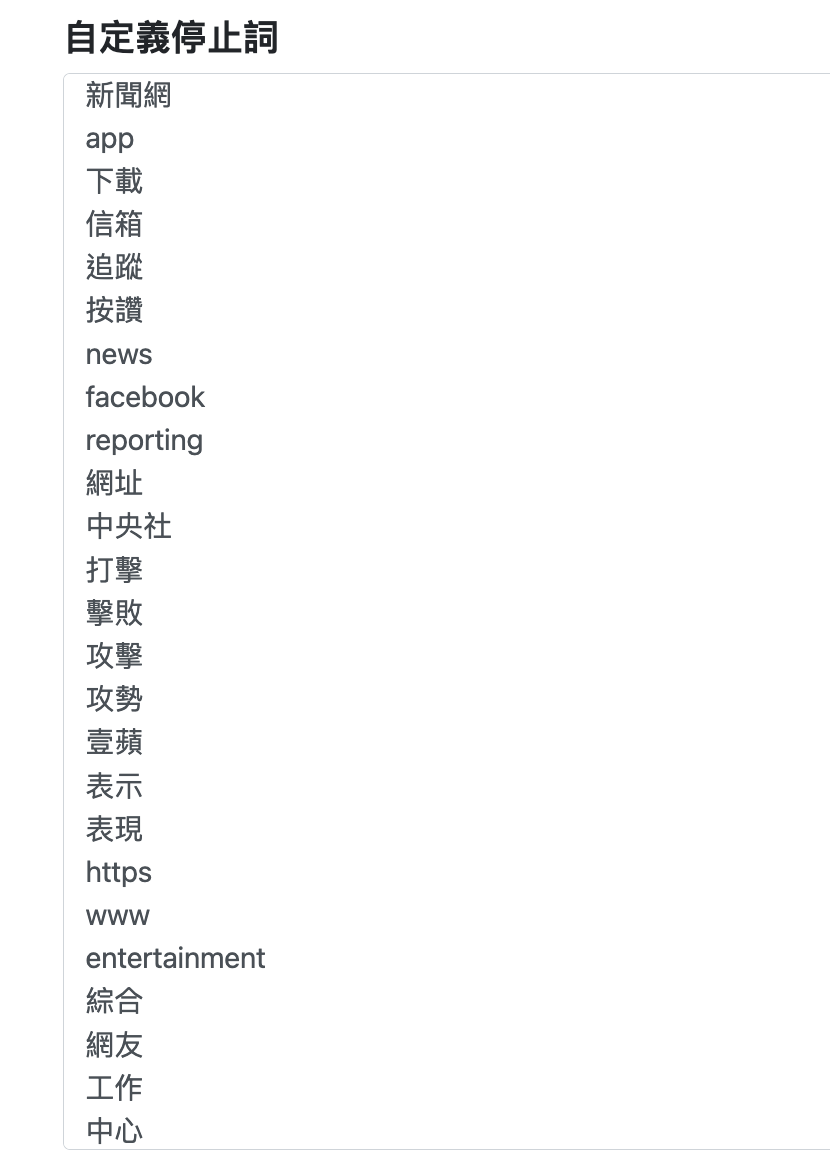 自定義停止詞
新聞網
app
下載
信箱
追蹤
按讚
news
facebook
reporting
網址
中央社
打擊
擊敗
攻擊
攻勢
壹蘋
表示
表現
https
www
entertainment
綜合
網友
工作
中心